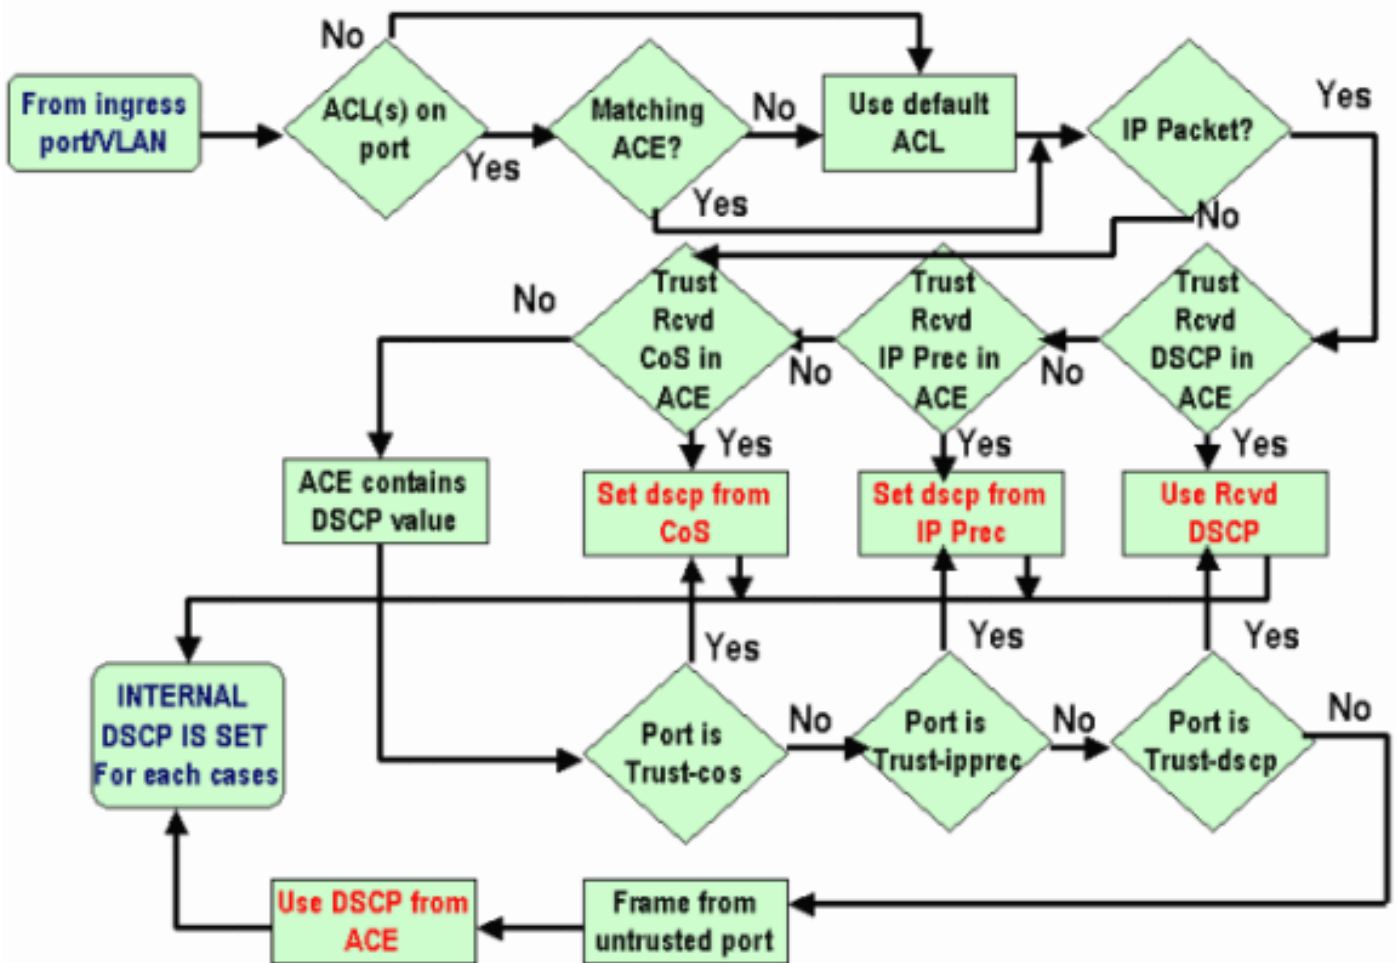 No
From ingress
port/VLAN
ACL(s) on
port
Yes
Matching
ACE?
No
Yes
Use default
ACL
IP Packet?
Yes
No
Trust
Rcvd
DSCP in
ACE
No
Yes
Trust
Rcvd
IP Prec in
ACE
No
Yes
Trust
Rcvd
CoS in
ACE
No
Yes
ACE contains
DSCP value
Set dscp from
CoS
Set dscp from
IP Prec
Use Rcvd
DSCP
INTERNAL
DSCP IS SET
For each cases
Yes
Port is
Trust-cos
No
Yes
Port is
Trust-ipprec
No
Yes
Port is
Trust-dscp
No
Use DSCP from
ACE
Frame from
untrusted port